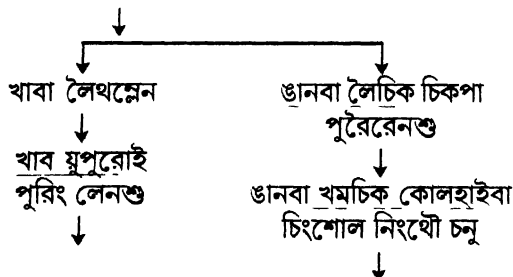 খাবা লৈথম্লেন
ঙানবা লৈচিক চিকপা
পুরৈরেনশু
খাব য়ুপুরোই
পুরিং লেনশু
ঙানবা খমচিক কোলহাইবা
চিংশোল নিংথৌ চনু